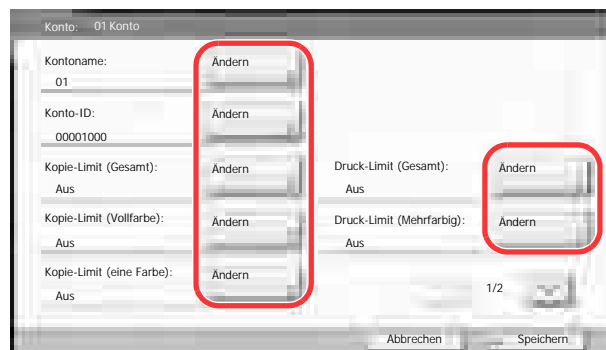 Konto: 01 Konto
Kontoname: Ändern
01
Konto-ID: Ändern
00001000
Kopie-Limit (Gesamt): Ändern Druck-Limit (Gesamt): Ändern
Aus Aus
Kopie-Limit (Vollfarbe): Ändern Druck-Limit (Mehrfarbig): Ändern
Aus Aus
Kopie-Limit (eine Farbe): Ändern
Aus 1/2
Abbrechen Speichern